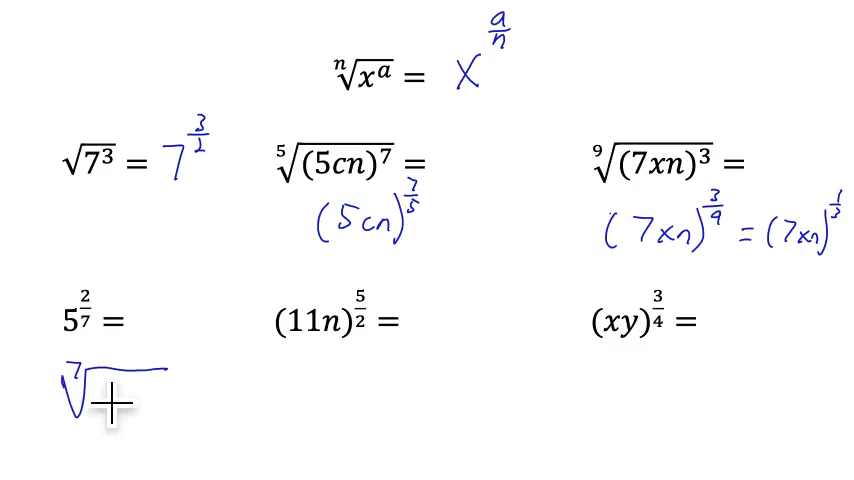 ⁿ√(xᵃ) = x^(a/n)
√(7³) = 7^(3/2) ⁵√((5cn)⁷) = ⁹√((7xn)³) =
(5cn)^(7/5) (7xn)^(3/9) = (7xn)^(1/3)
5^(2/7) = (11n)^(5/2) = (xy)^(3/4) =
⁷√